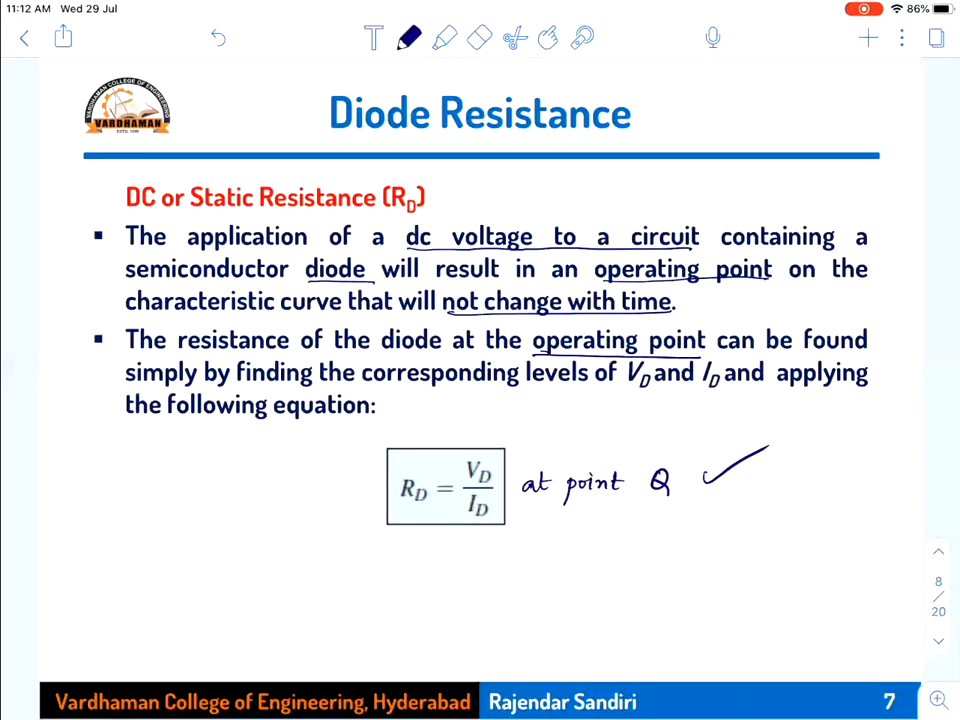 11:12 AM Wed 29 Jul
86%
VARDHAMAN COLLEGE OF ENGINEERING
VARDHAMAN
ESTD. 1999
Diode Resistance
DC or Static Resistance (RD)
▪ The application of a dc voltage to a circuit containing a
semiconductor diode will result in an operating point on the
characteristic curve that will not change with time.
▪ The resistance of the diode at the operating point can be found
simply by finding the corresponding levels of VD and ID and applying
the following equation:
RD = VD/ID at point Q ✓
8
/
20
Vardhaman College of Engineering, Hyderabad Rajendar Sandiri 7